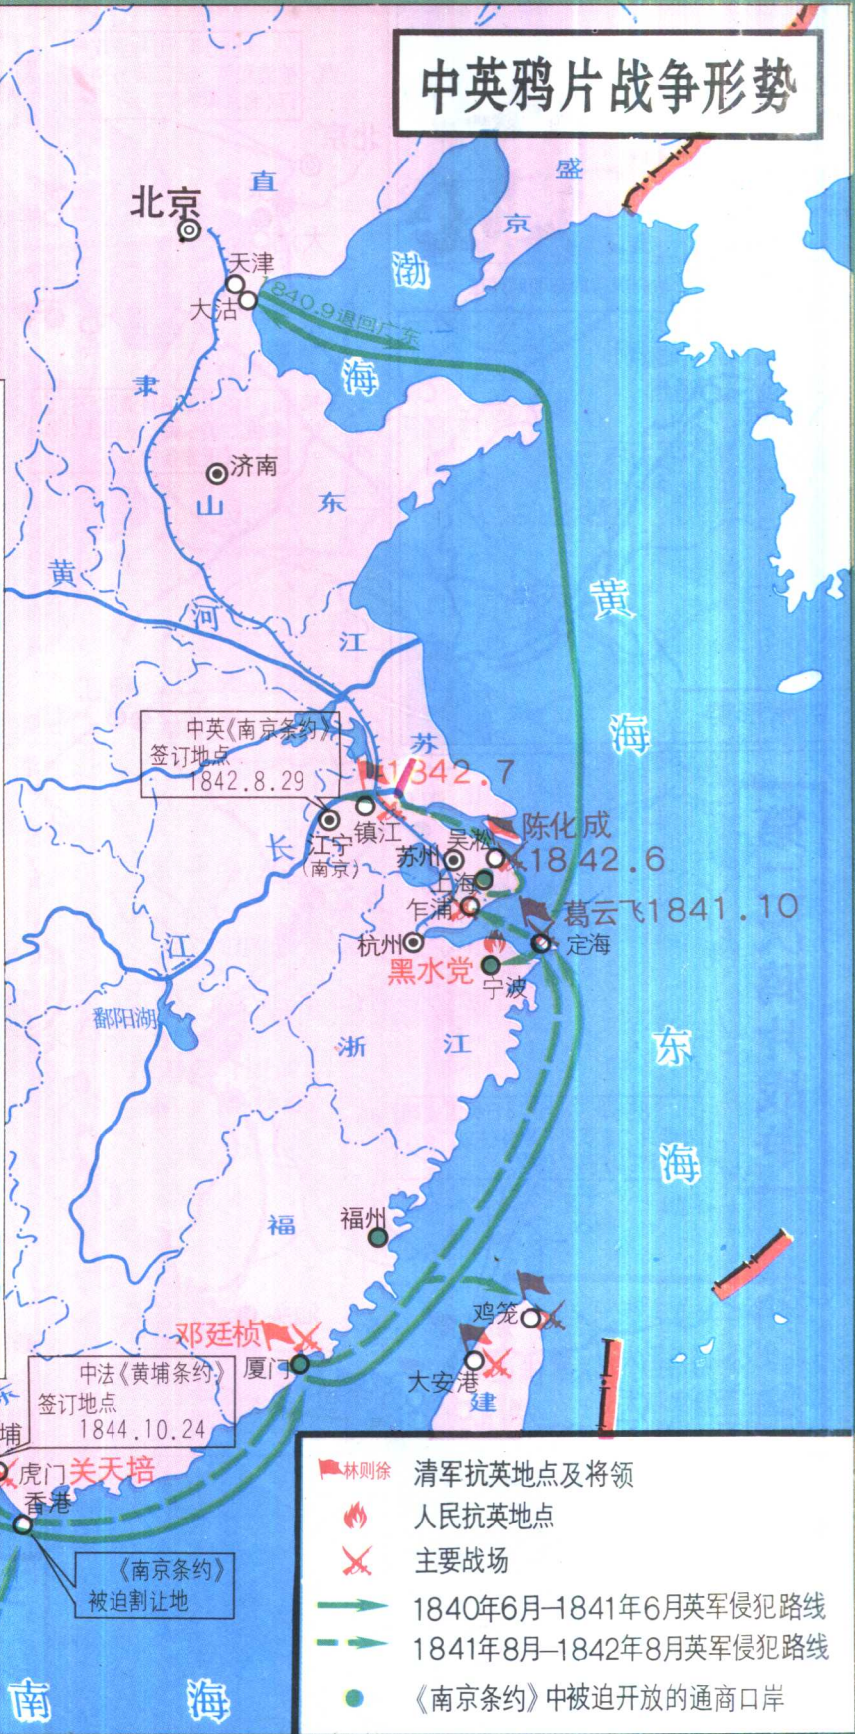 中英鸦片战争形势
盛
京
直
北京
渤
天津
大沽
1840.9退回广东
海
隶
济南
山 东
黄
河
黄
海
江
苏
中英《南京条约》
签订地点
1842.8.29
1842.7
镇江
江宁
(南京)
长
江
陈化成
1842.6
吴淞
苏州
上海
乍浦
葛云飞1841.10
定海
杭州
黑水党
宁波
鄱阳湖
浙 江
东
海
福州
福
建
鸡笼
大安港
邓廷桢
厦门
中法《黄埔条约》
签订地点
1844.10.24
东
埔
虎门关天培
香港
《南京条约》
被迫割让地
南 海
林则徐 清军抗英地点及将领
人民抗英地点
主要战场
1840年6月—1841年6月英军侵犯路线
1841年8月—1842年8月英军侵犯路线
《南京条约》中被迫开放的通商口岸